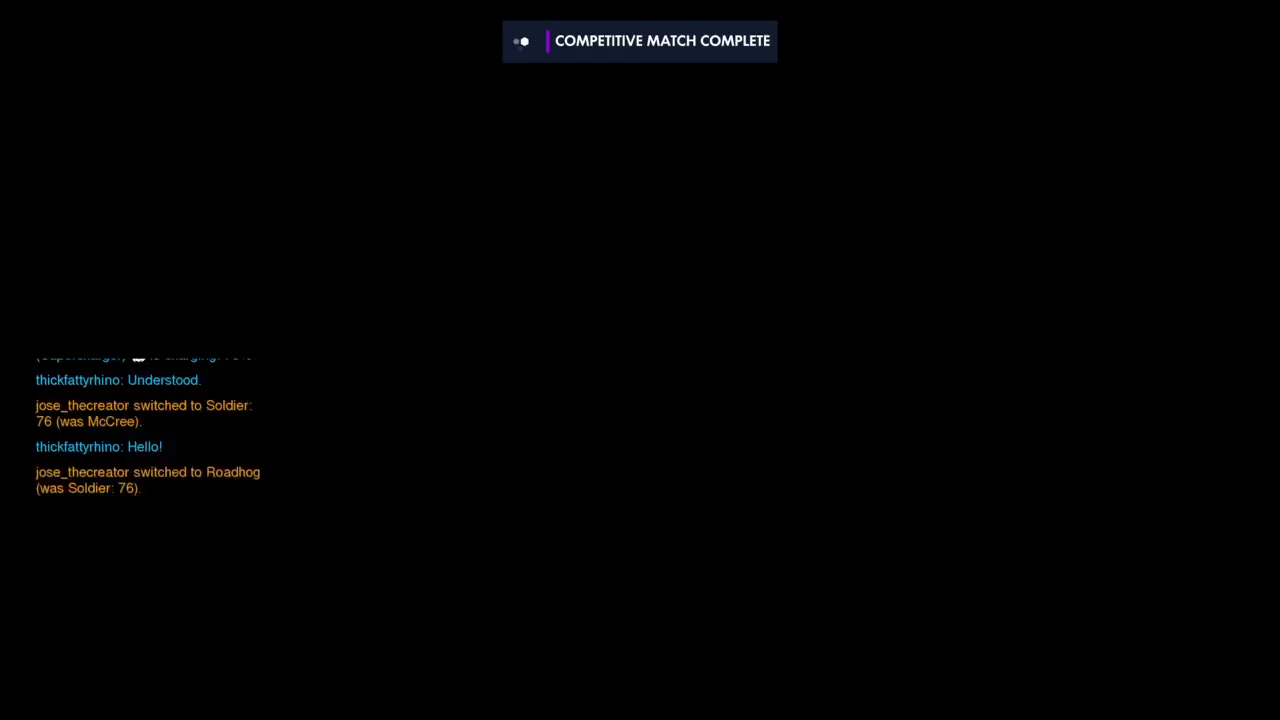 COMPETITIVE MATCH COMPLETE
thickfattyrhino: Understood.
jose_thecreator switched to Soldier:
76 (was McCree).
thickfattyrhino: Hello!
jose_thecreator switched to Roadhog
(was Soldier: 76).